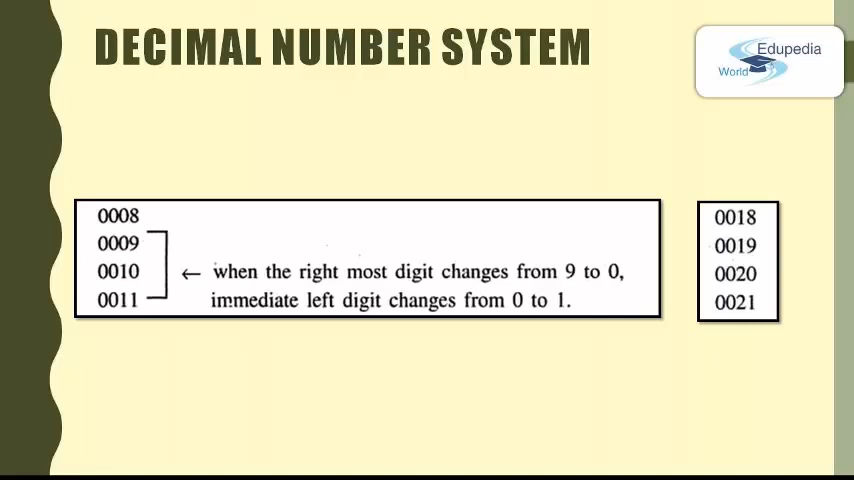 DECIMAL NUMBER SYSTEM
Edupedia
World
0008
0009
0010 ← when the right most digit changes from 9 to 0,
0011 immediate left digit changes from 0 to 1.
0018
0019
0020
0021